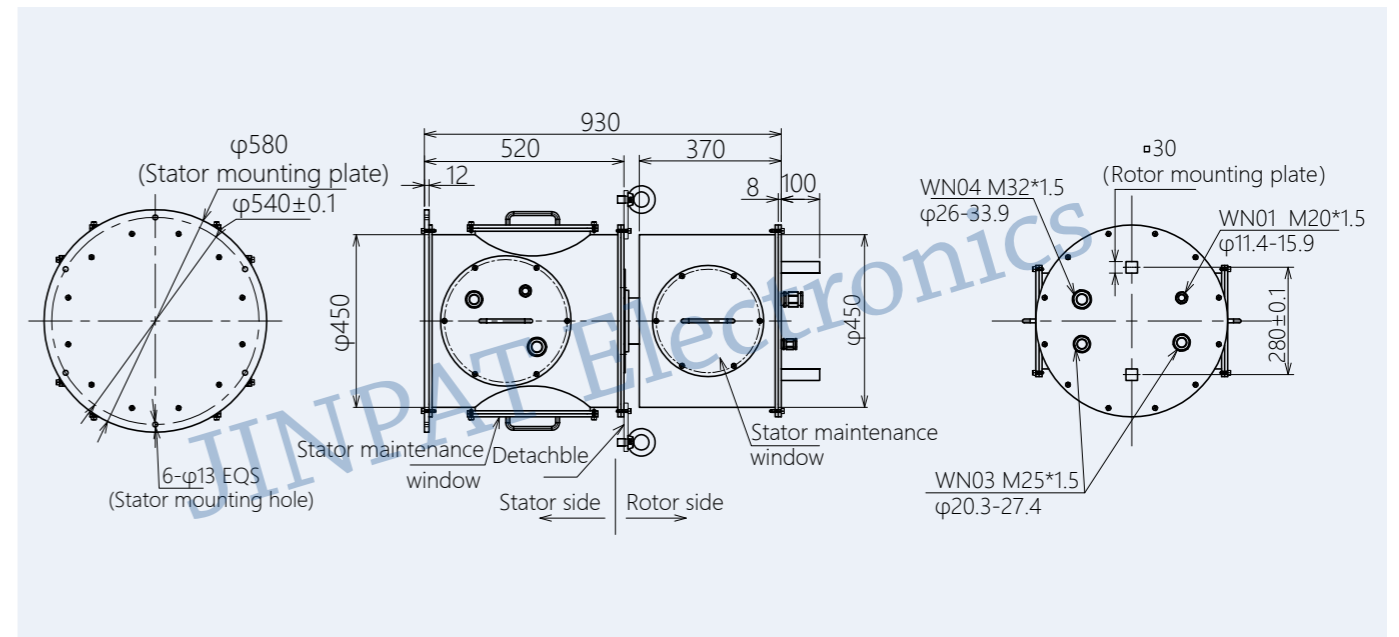 φ580
(Stator mounting plate)
φ540±0.1
6-φ13 EQS
(Stator mounting hole)
930
520
370
12
8
100
φ450
φ450
Stator maintenance
window
Detachble
Stator maintenance
window
Stator side
Rotor side
▫30
(Rotor mounting plate)
WN04 M32*1.5
φ26-33.9
WN01 M20*1.5
φ11.4-15.9
280±0.1
WN03 M25*1.5
φ20.3-27.4
JINPAT Electronics